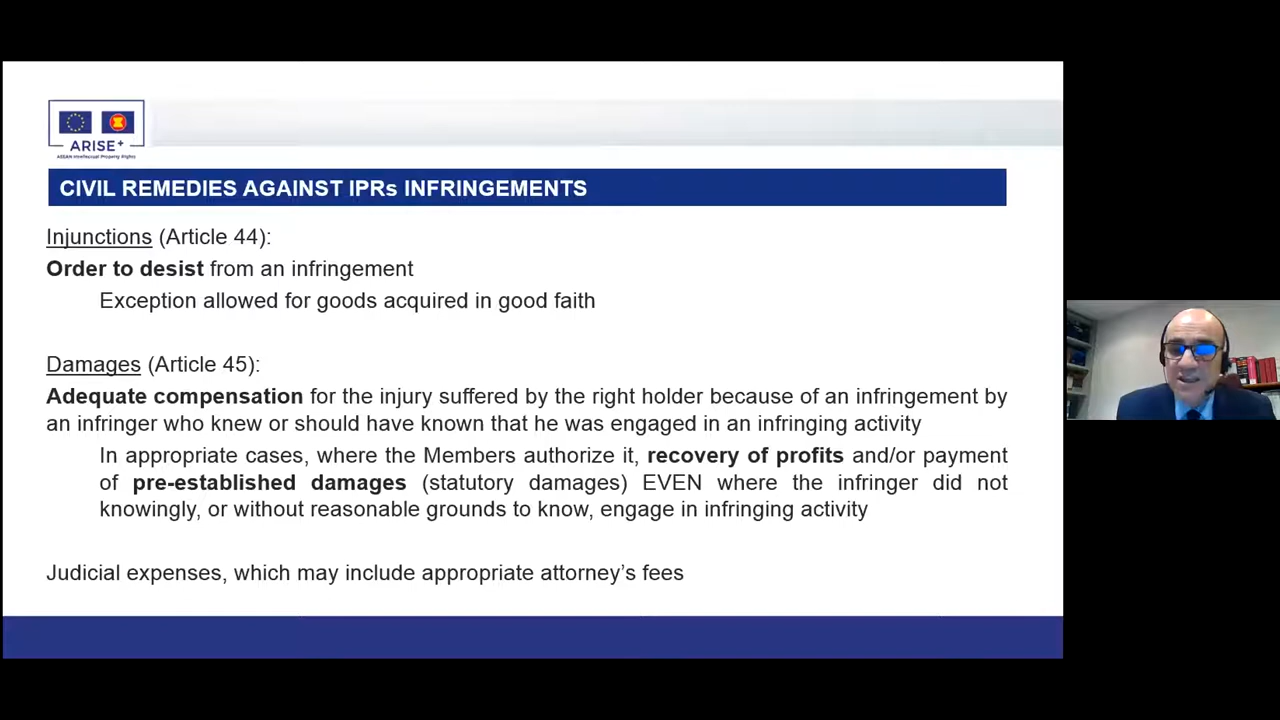 ARISE+
ASEAN Intellectual Property Rights
CIVIL REMEDIES AGAINST IPRs INFRINGEMENTS
Injunctions (Article 44):
Order to desist from an infringement
Exception allowed for goods acquired in good faith
Damages (Article 45):
Adequate compensation for the injury suffered by the right holder because of an infringement by
an infringer who knew or should have known that he was engaged in an infringing activity
In appropriate cases, where the Members authorize it, recovery of profits and/or payment
of pre-established damages (statutory damages) EVEN where the infringer did not
knowingly, or without reasonable grounds to know, engage in infringing activity
Judicial expenses, which may include appropriate attorney’s fees